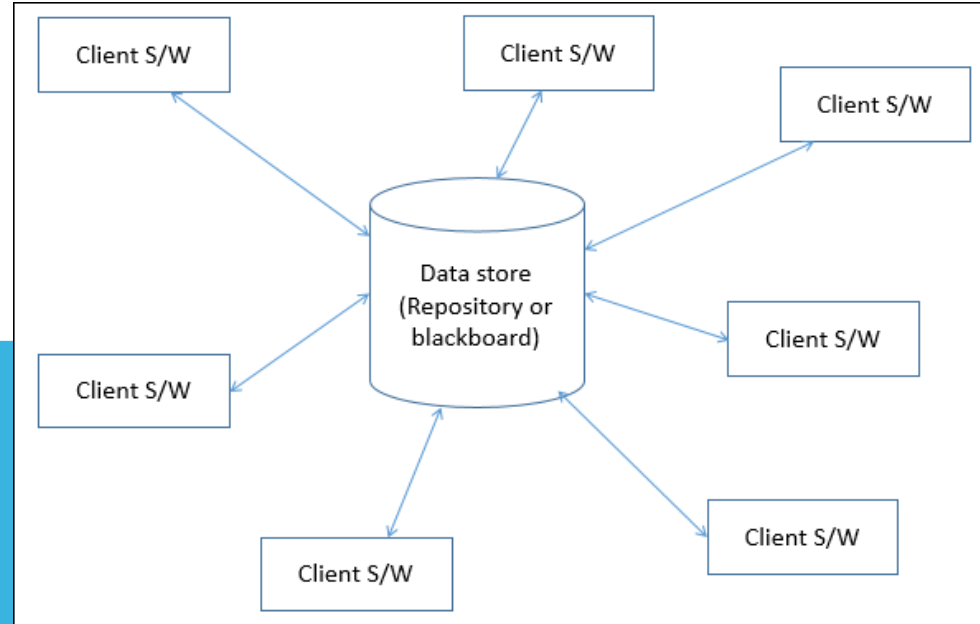 Client S/W
Client S/W
Client S/W
Data store
(Repository or
blackboard)
Client S/W
Client S/W
Client S/W
Client S/W